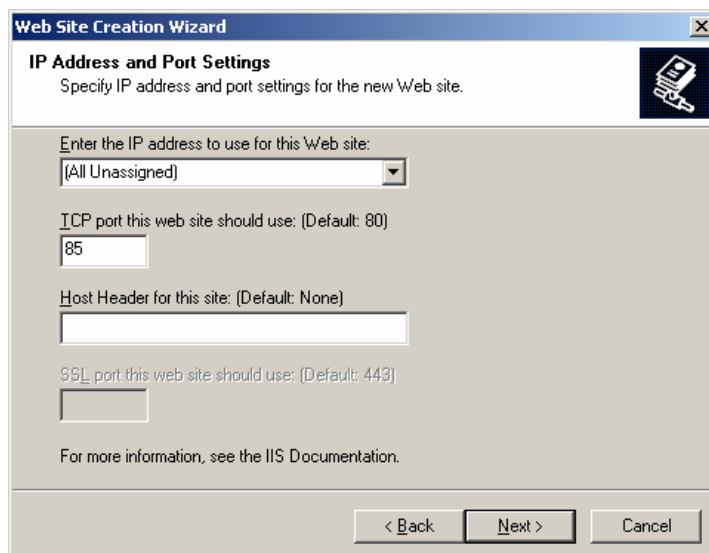 Web Site Creation Wizard
IP Address and Port Settings
Specify IP address and port settings for the new Web site.
Enter the IP address to use for this Web site:
(All Unassigned)
TCP port this web site should use: (Default: 80)
85
Host Header for this site: (Default: None)
SSL port this web site should use: (Default: 443)
For more information, see the IIS Documentation.
< Back Next > Cancel